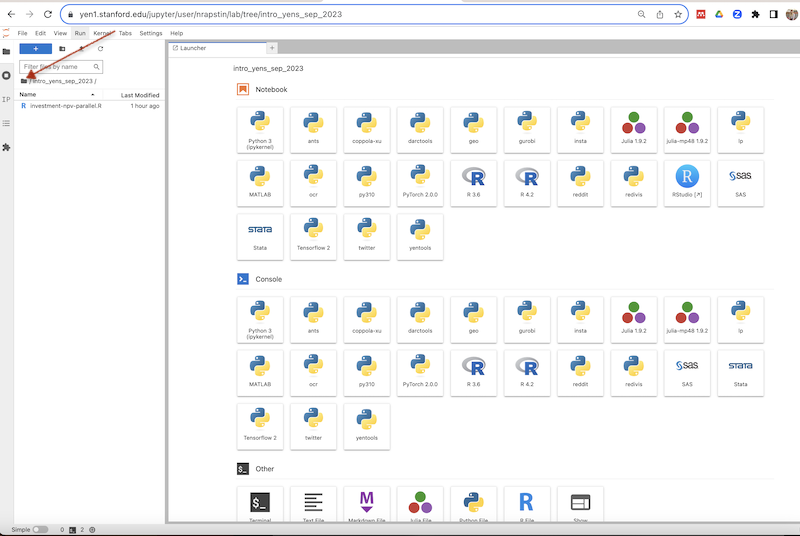 yen1.stanford.edu/jupyter/user/nrapstin/lab/tree/intro_yens_sep_2023
File Edit View Run Kernel Tabs Settings Help
+
Launcher
+
Filter files by name
/ intro_yens_sep_2023 /
Name Last Modified
R investment-npv-parallel.R 1 hour ago
IP
intro_yens_sep_2023
Notebook
Python 3 (ipykernel) ants coppola-xu darctools geo gurobi insta Julia 1.9.2 julia-mp48 1.9.2 lp
MATLAB ocr py310 PyTorch 2.0.0 R 3.6 R 4.2 reddit redivis RStudio [↗] SAS
Stata Tensorflow 2 twitter yentools
Console
Python 3 (ipykernel) ants coppola-xu darctools geo gurobi insta Julia 1.9.2 julia-mp48 1.9.2 lp
MATLAB ocr py310 PyTorch 2.0.0 R 3.6 R 4.2 reddit redivis SAS Stata
Tensorflow 2 twitter yentools
$_ Other
Terminal Text File Markdown File Julia File Python File R File Show
Simple 0 2